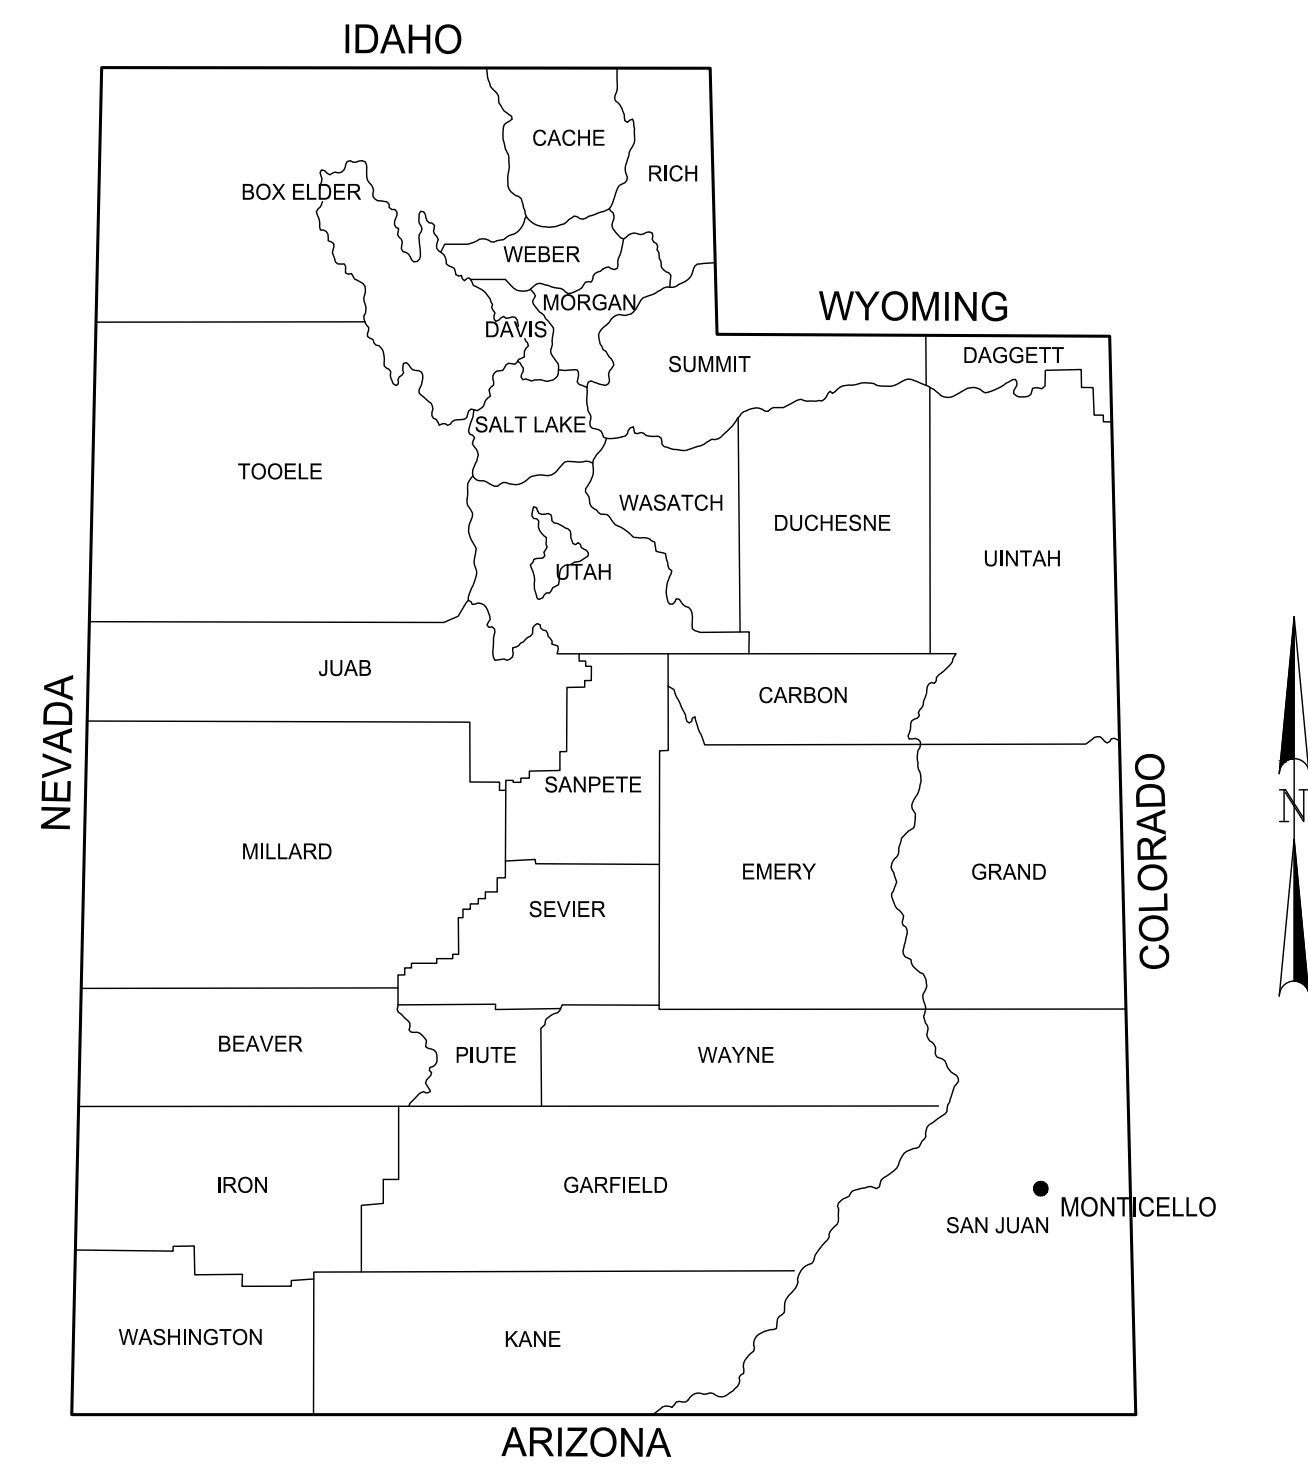 IDAHO
CACHE
RICH
BOX ELDER
WEBER
MORGAN
WYOMING
DAVIS
DAGGETT
SUMMIT
SALT LAKE
TOOELE
WASATCH
DUCHESNE
UINTAH
UTAH
JUAB
CARBON
NEVADA
SANPETE
N
COLORADO
MILLARD
EMERY
GRAND
SEVIER
BEAVER
PIUTE
WAYNE
IRON
GARFIELD
MONTICELLO
SAN JUAN
WASHINGTON
KANE
ARIZONA